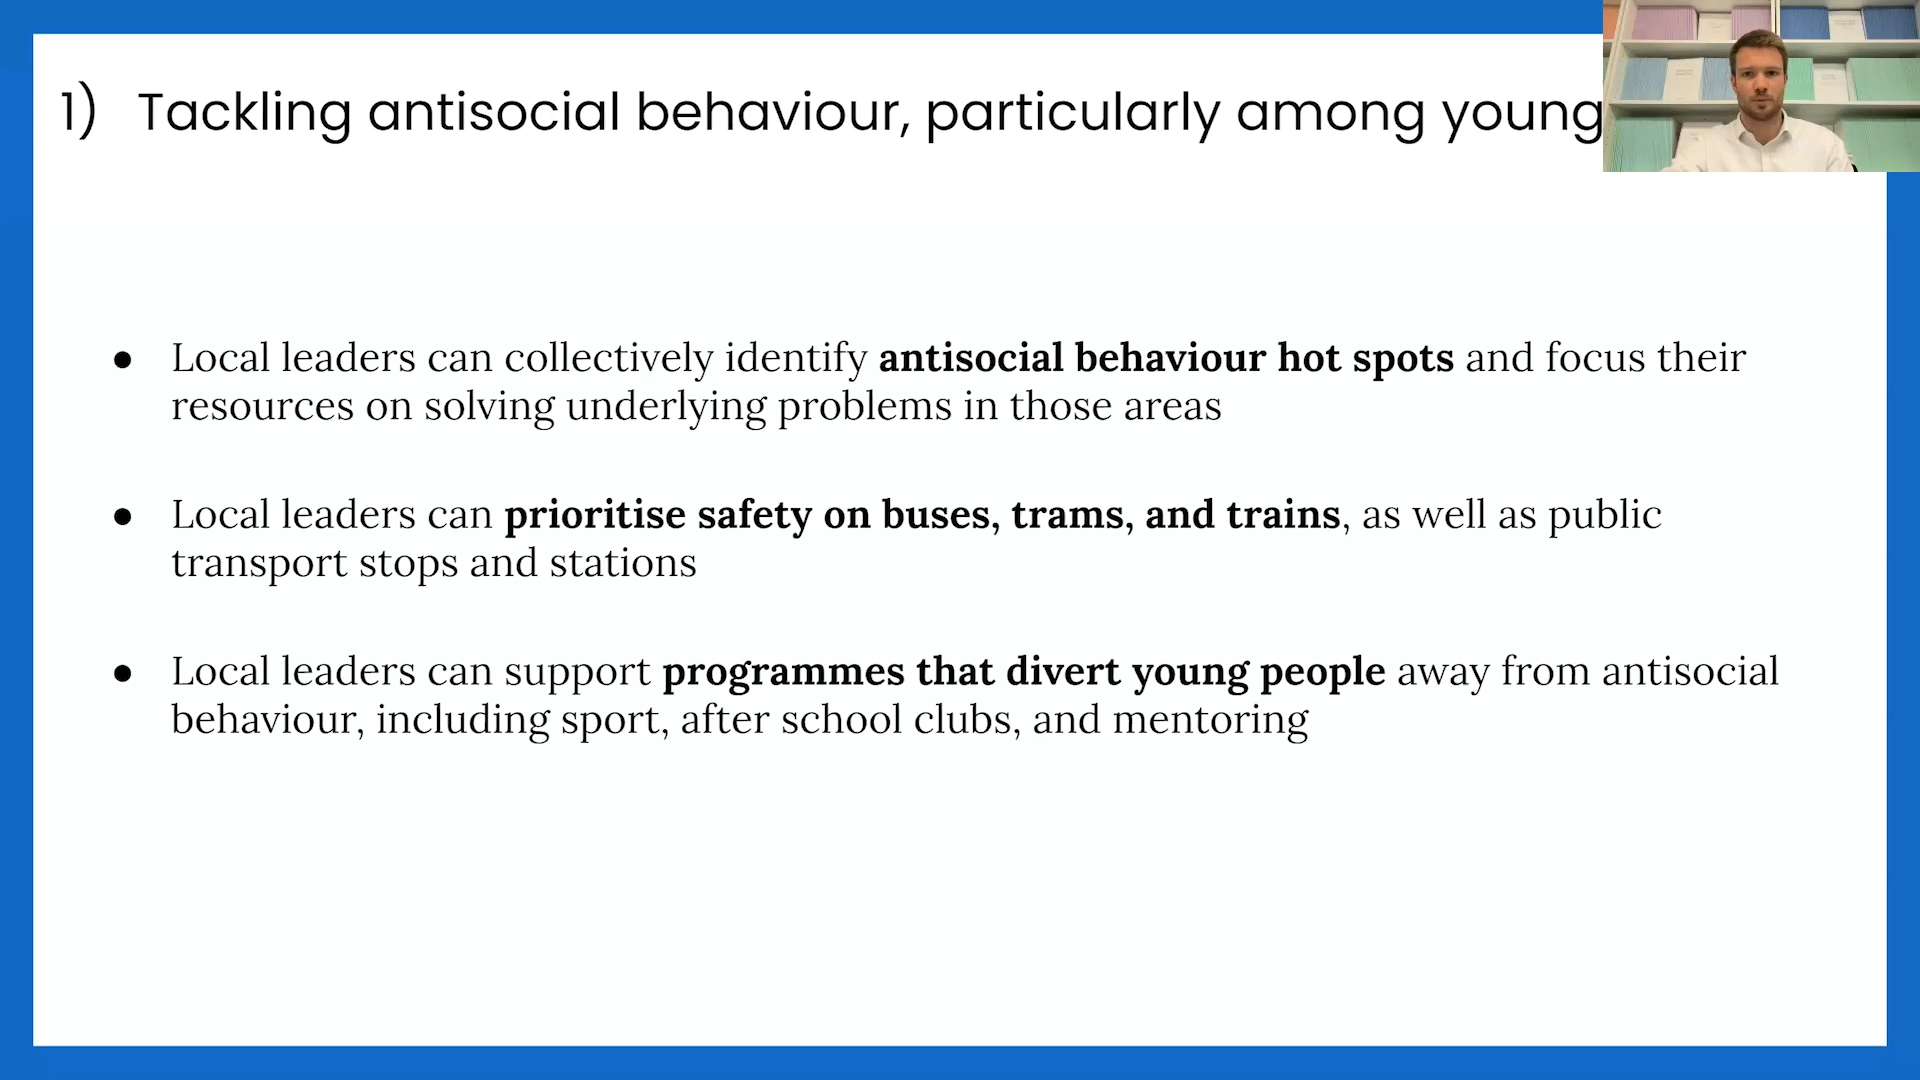 1) Tackling antisocial behaviour, particularly among young
● Local leaders can collectively identify antisocial behaviour hot spots and focus their
resources on solving underlying problems in those areas
● Local leaders can prioritise safety on buses, trams, and trains, as well as public
transport stops and stations
● Local leaders can support programmes that divert young people away from antisocial
behaviour, including sport, after school clubs, and mentoring